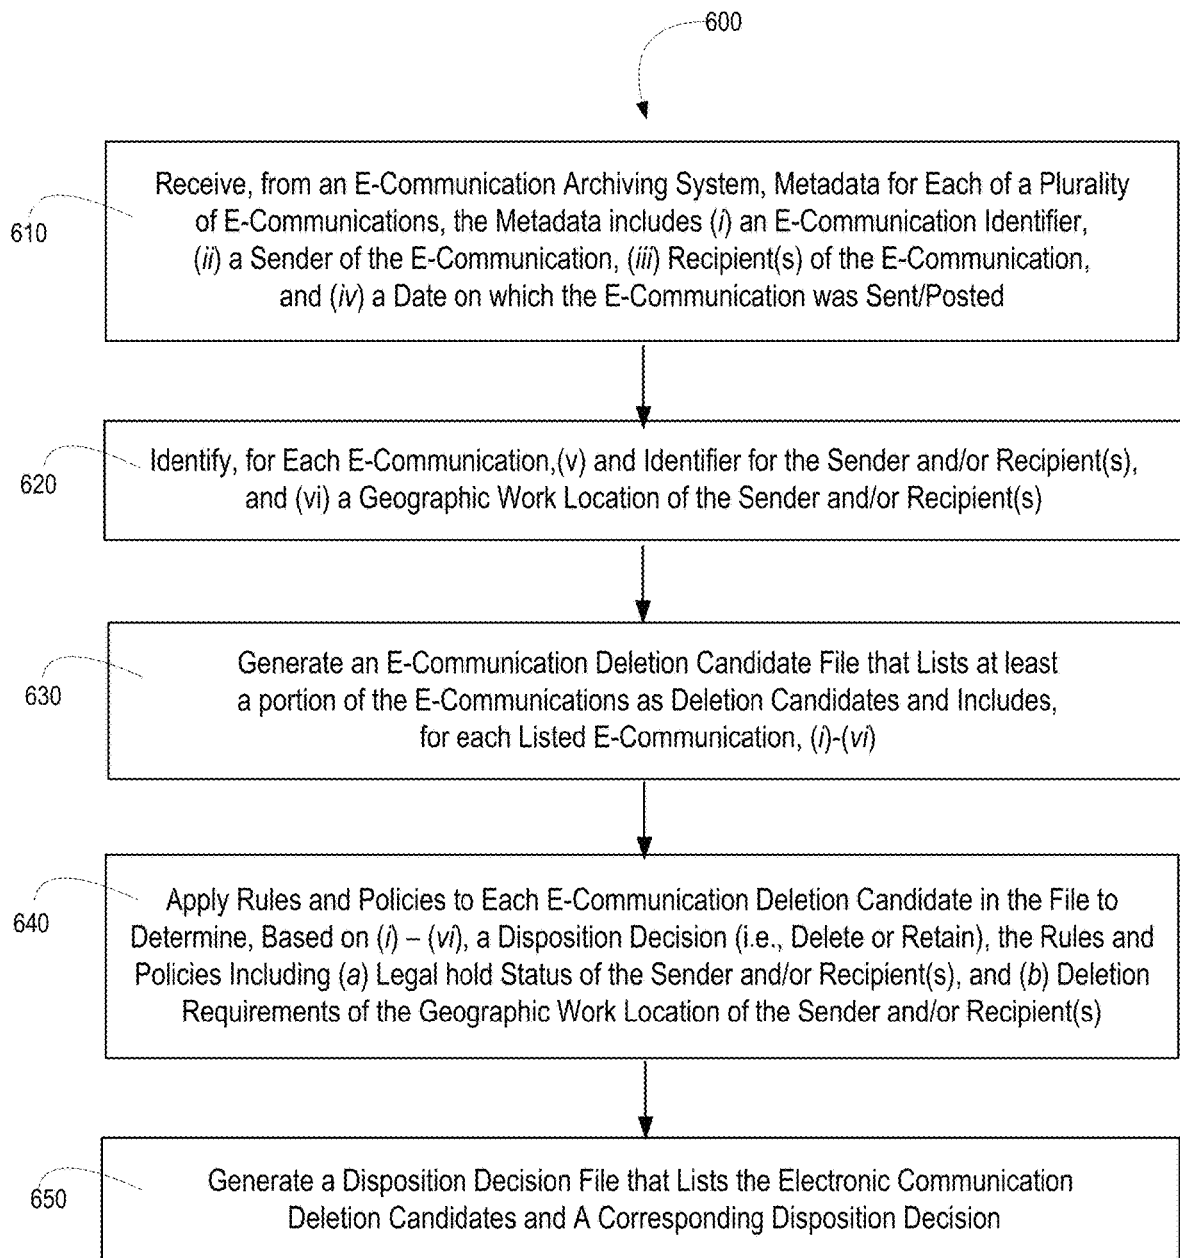 600
610
Receive, from an E-Communication Archiving System, Metadata for Each of a Plurality
of E-Communications, the Metadata includes (i) an E-Communication Identifier,
(ii) a Sender of the E-Communication, (iii) Recipient(s) of the E-Communication,
and (iv) a Date on which the E-Communication was Sent/Posted
620
Identify, for Each E-Communication,(v) and Identifier for the Sender and/or Recipient(s),
and (vi) a Geographic Work Location of the Sender and/or Recipient(s)
630
Generate an E-Communication Deletion Candidate File that Lists at least
a portion of the E-Communications as Deletion Candidates and Includes,
for each Listed E-Communication, (i)-(vi)
640
Apply Rules and Policies to Each E-Communication Deletion Candidate in the File to
Determine, Based on (i) – (vi), a Disposition Decision (i.e., Delete or Retain), the Rules and
Policies Including (a) Legal hold Status of the Sender and/or Recipient(s), and (b) Deletion
Requirements of the Geographic Work Location of the Sender and/or Recipient(s)
650
Generate a Disposition Decision File that Lists the Electronic Communication
Deletion Candidates and A Corresponding Disposition Decision